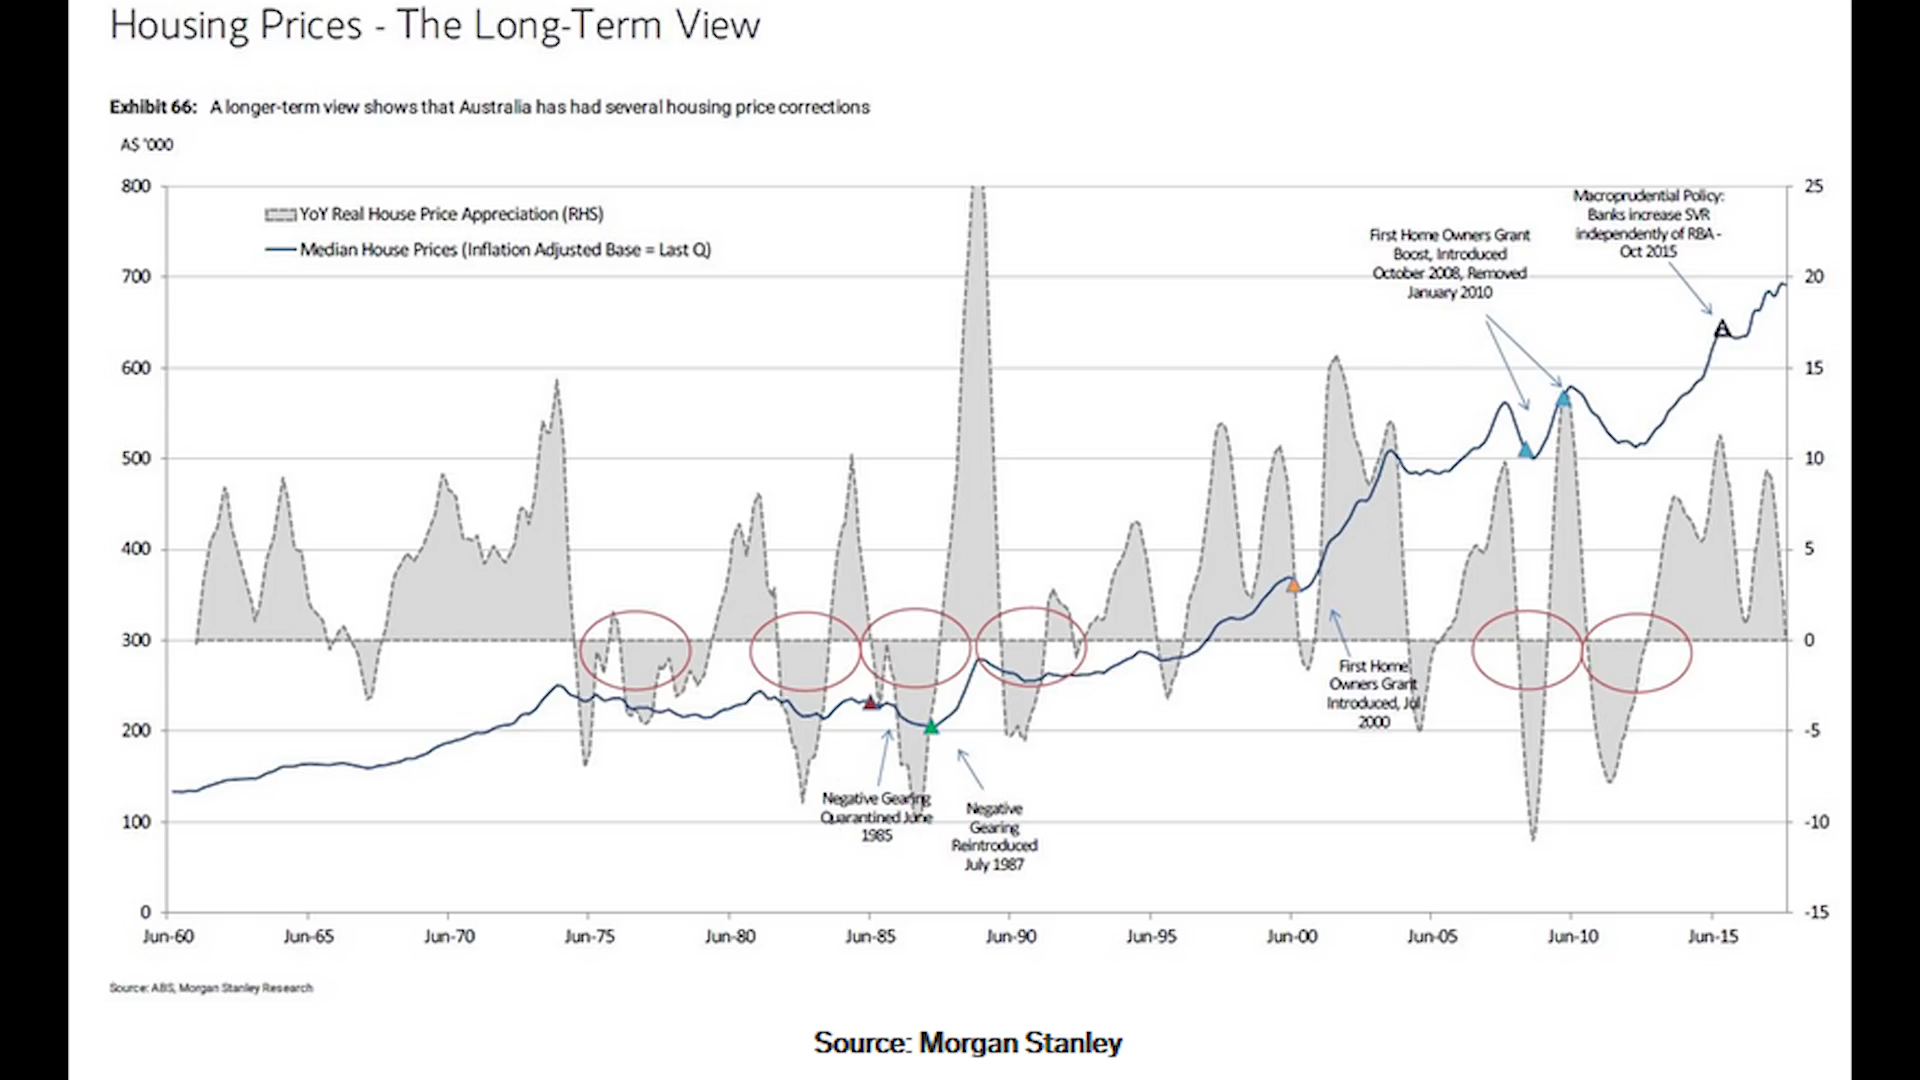 Housing Prices - The Long-Term View
Exhibit 66: A longer-term view shows that Australia has had several housing price corrections
A$ '000
800
700
600
500
400
300
200
100
0
25
20
15
10
5
0
-5
-10
-15
YoY Real House Price Appreciation (RHS)
Median House Prices (Inflation Adjusted Base = Last Q)
First Home Owners Grant
Boost, Introduced
October 2008, Removed
January 2010
Macroprudential Policy:
Banks increase SVR
independently of RBA -
Oct 2015
First Home
Owners Grant
Introduced, Jul
2000
Negative Gearing
Quarantined June
1985
Negative
Gearing
Reintroduced
July 1987
Jun-60 Jun-65 Jun-70 Jun-75 Jun-80 Jun-85 Jun-90 Jun-95 Jun-00 Jun-05 Jun-10 Jun-15
Source: ABS, Morgan Stanley Research
Source: Morgan Stanley